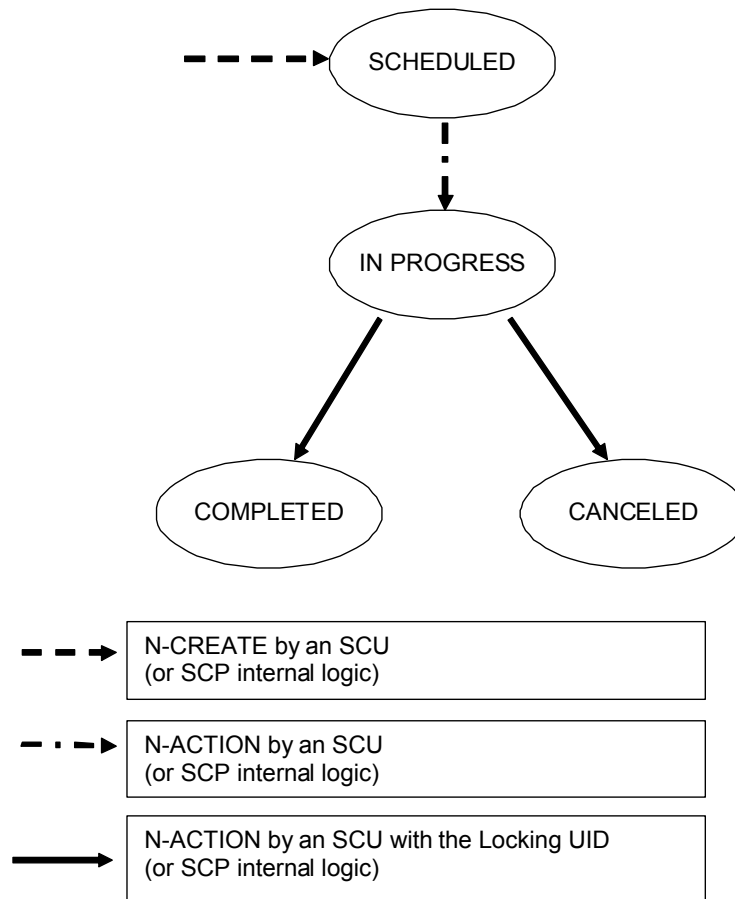 SCHEDULED
IN PROGRESS
COMPLETED
CANCELED
N-CREATE by an SCU
(or SCP internal logic)
N-ACTION by an SCU
(or SCP internal logic)
N-ACTION by an SCU with the Locking UID
(or SCP internal logic)